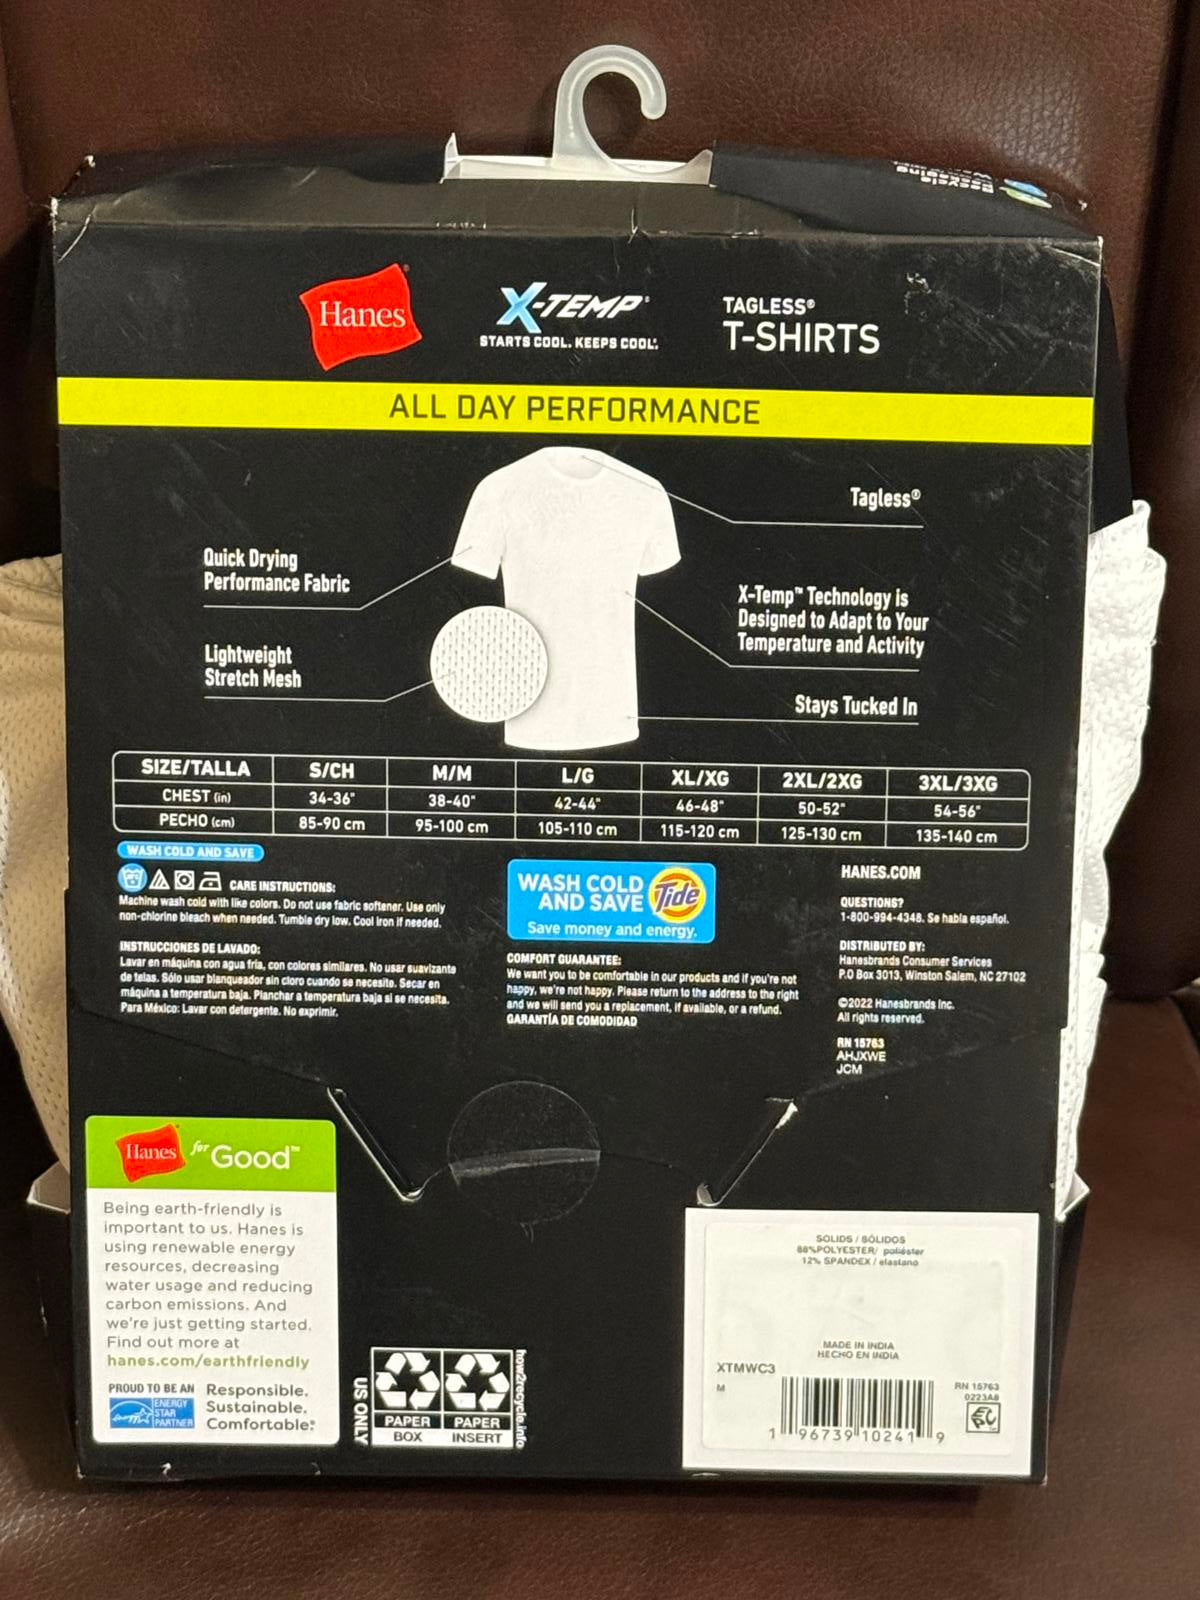 Hanes
X-TEMP
STARTS COOL. KEEPS COOL.
TAGLESS®
T-SHIRTS
ALL DAY PERFORMANCE
Tagless®
Quick Drying
Performance Fabric
X-Temp™ Technology is
Designed to Adapt to Your
Temperature and Activity
Lightweight
Stretch Mesh
Stays Tucked In
SIZE/TALLA S/CH M/M L/G XL/XG 2XL/2XG 3XL/3XG
CHEST (in) 34-36" 38-40" 42-44" 46-48" 50-52" 54-56"
PECHO (cm) 85-90 cm 95-100 cm 105-110 cm 115-120 cm 125-130 cm 135-140 cm
WASH COLD AND SAVE
CARE INSTRUCTIONS:
Machine wash cold with like colors. Do not use fabric softener. Use only
non-chlorine bleach when needed. Tumble dry low. Cool iron if needed.
INSTRUCCIONES DE LAVADO:
Lavar en máquina con agua fría, con colores similares. No usar suavizante
de telas. Sólo usar blanqueador sin cloro cuando se necesite. Secar en
máquina a temperatura baja. Planchar a temperatura baja si se necesita.
Para México: Lavar con detergente. No exprimir.
WASH COLD
AND SAVE
Tide
Save money and energy.
COMFORT GUARANTEE:
We want you to be comfortable in our products and if you're not
happy, we're not happy. Please return to the address to the right
and we will send you a replacement, if available, or a refund.
GARANTÍA DE COMODIDAD
HANES.COM
QUESTIONS?
1-800-994-4348. Se habla español.
DISTRIBUTED BY:
Hanesbrands Consumer Services
P.O Box 3013, Winston Salem, NC 27102
©2022 Hanesbrands Inc.
All rights reserved.
RN 15763
AHJXWE
JCM
Hanes for Good™
Being earth-friendly is
important to us. Hanes is
using renewable energy
resources, decreasing
water usage and reducing
carbon emissions. And
we're just getting started.
Find out more at
hanes.com/earthfriendly
PROUD TO BE AN
ENERGY
STAR
PARTNER
Responsible.
Sustainable.
Comfortable.
US ONLY
PAPER
BOX
PAPER
INSERT
how2recycle.info
SOLIDS / SÓLIDOS
88%POLYESTER/ poliéster
12% SPANDEX / elastano
MADE IN INDIA
HECHO EN INDIA
XTMWC3
M
RN 15763
0223A8
1 96739 10241 9